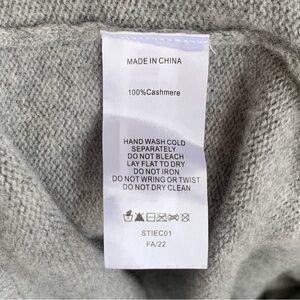 MADE IN CHINA
100%Cashmere
HAND WASH COLD
SEPARATELY
DO NOT BLEACH
LAY FLAT TO DRY
DO NOT IRON
DO NOT WRING OR TWIST
DO NOT DRY CLEAN
STIEC01
FA/22